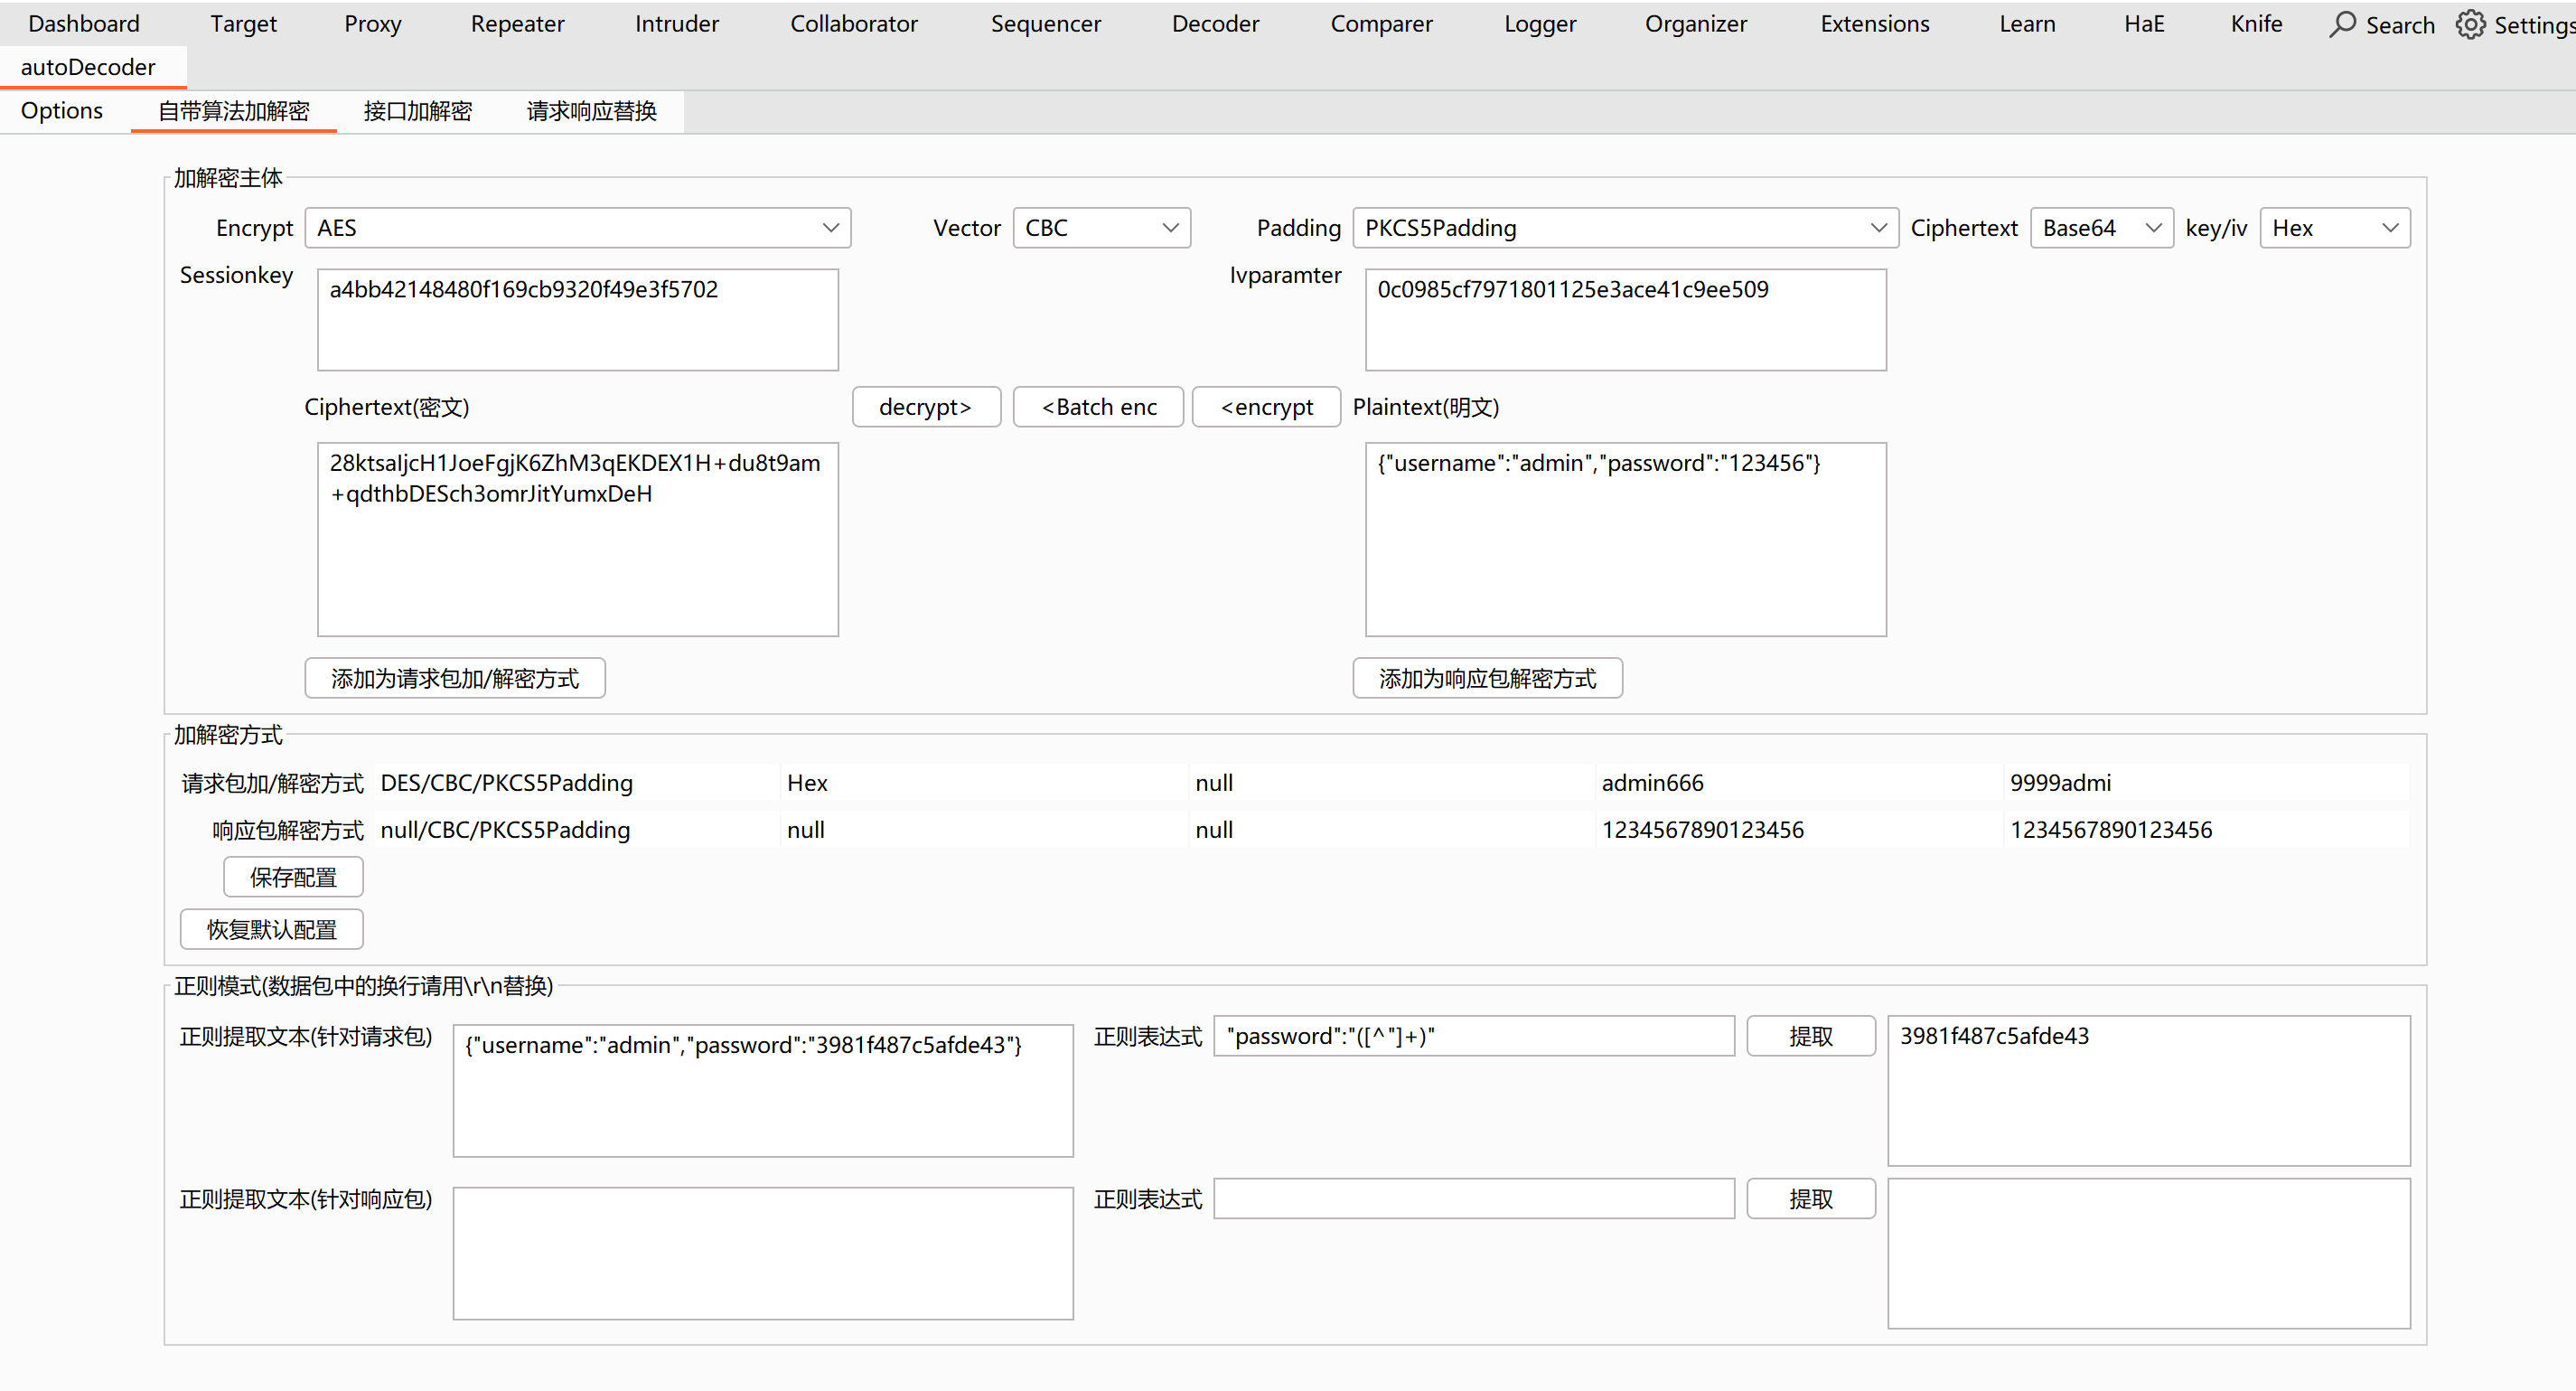 Dashboard Target Proxy Repeater Intruder Collaborator Sequencer Decoder Comparer Logger Organizer Extensions Learn HaE Knife Search Settings
autoDecoder
Options 自带算法加解密 接口加解密 请求响应替换
加解密主体
Encrypt AES Vector CBC Padding PKCS5Padding Ciphertext Base64 key/iv Hex
Sessionkey a4bb42148480f169cb9320f49e3f5702 Ivparamter 0c0985cf7971801125e3ace41c9ee509
Ciphertext(密文) decrypt> <Batch enc <encrypt Plaintext(明文)
28ktsaIjcH1JoeFgjK6ZhM3qEKDEX1H+du8t9am {"username":"admin","password":"123456"}
+qdthbDESch3omrJitYumxDeH
添加为请求包加/解密方式 添加为响应包解密方式
加解密方式
请求包加/解密方式 DES/CBC/PKCS5Padding Hex null admin666 9999admi
响应包解密方式 null/CBC/PKCS5Padding null null 1234567890123456 1234567890123456
保存配置
恢复默认配置
正则模式(数据包中的换行请用\r\n替换)
正则提取文本(针对请求包) {"username":"admin","password":"3981f487c5afde43"} 正则表达式 "password":"([^"]+)" 提取 3981f487c5afde43
正则提取文本(针对响应包) 正则表达式 提取